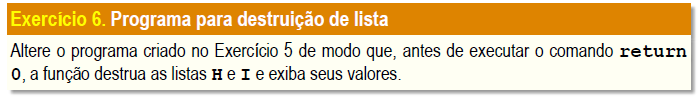 Exercício 6. Programa para destruição de lista
Altere o programa criado no Exercício 5 de modo que, antes de executar o comando return
0, a função destrua as listas H e I e exiba seus valores.